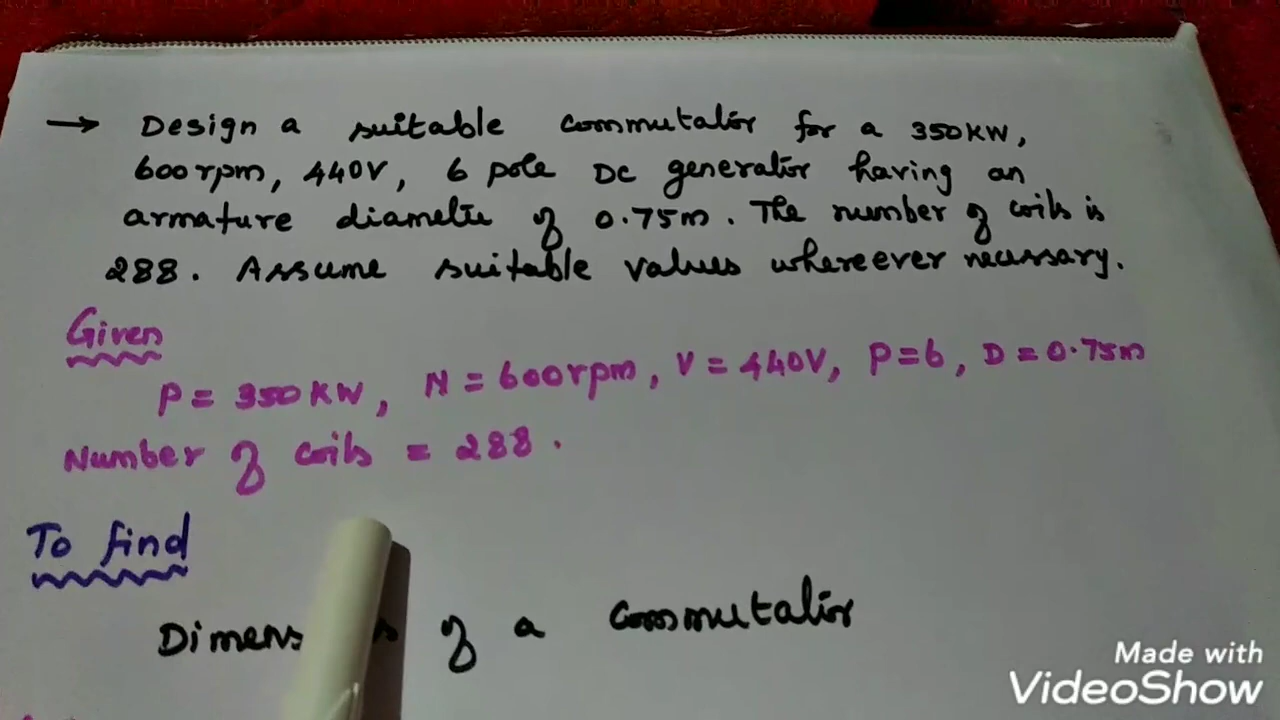 → Design a suitable commutator for a 350KW,
600rpm, 440V, 6 pole DC generator having an
armature diameter of 0.75m. The number of coils is
288. Assume suitable values whereever necessary.
Given
P = 350KW, N = 600rpm, V = 440V, P=6, D = 0.75m
Number of coils = 288.
To find
Dimens s of a commutator
Made with
VideoShow